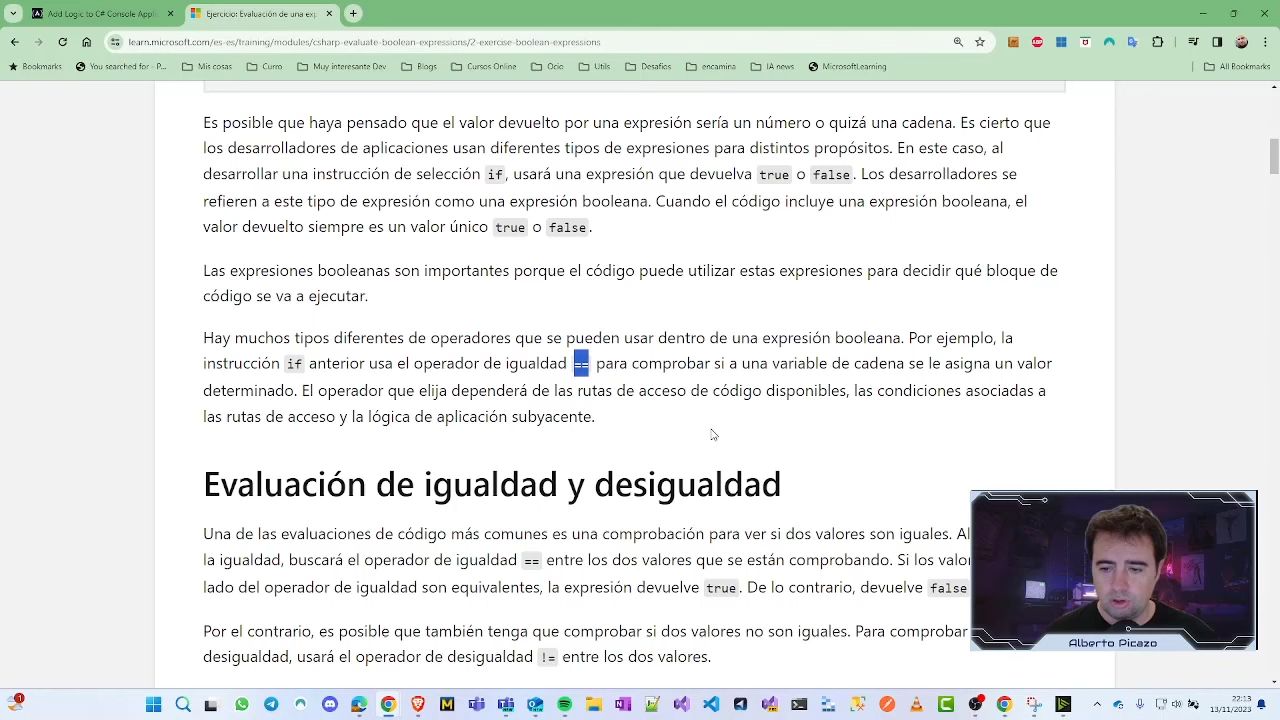 Add Logic to C# Console Appli
Ejercicio: Evaluación de una exp
learn.microsoft.com/es-es/training/modules/csharp-evaluate-boolean-expressions/2-exercise-boolean-expressions
Bookmarks
You searched for - P...
Mis cosas
Curro
Muy interesante Dev
Blogs
Cursos Online
Ocio
Utils
Desafios
encamina
IA news
MicrosoftLearning
All Bookmarks
Es posible que haya pensado que el valor devuelto por una expresión sería un número o quizá una cadena. Es cierto que
los desarrolladores de aplicaciones usan diferentes tipos de expresiones para distintos propósitos. En este caso, al
desarrollar una instrucción de selección if, usará una expresión que devuelva true o false. Los desarrolladores se
refieren a este tipo de expresión como una expresión booleana. Cuando el código incluye una expresión booleana, el
valor devuelto siempre es un valor único true o false.
Las expresiones booleanas son importantes porque el código puede utilizar estas expresiones para decidir qué bloque de
código se va a ejecutar.
Hay muchos tipos diferentes de operadores que se pueden usar dentro de una expresión booleana. Por ejemplo, la
instrucción if anterior usa el operador de igualdad == para comprobar si a una variable de cadena se le asigna un valor
determinado. El operador que elija dependerá de las rutas de acceso de código disponibles, las condiciones asociadas a
las rutas de acceso y la lógica de aplicación subyacente.
Evaluación de igualdad y desigualdad
Una de las evaluaciones de código más comunes es una comprobación para ver si dos valores son iguales. Al
la igualdad, buscará el operador de igualdad == entre los dos valores que se están comprobando. Si los valor
lado del operador de igualdad son equivalentes, la expresión devuelve true. De lo contrario, devuelve false
Por el contrario, es posible que también tenga que comprobar si dos valores no son iguales. Para comprobar
desigualdad, usará el operador de desigualdad != entre los dos valores.
Alberto Picazo
22:13
13/11/2023